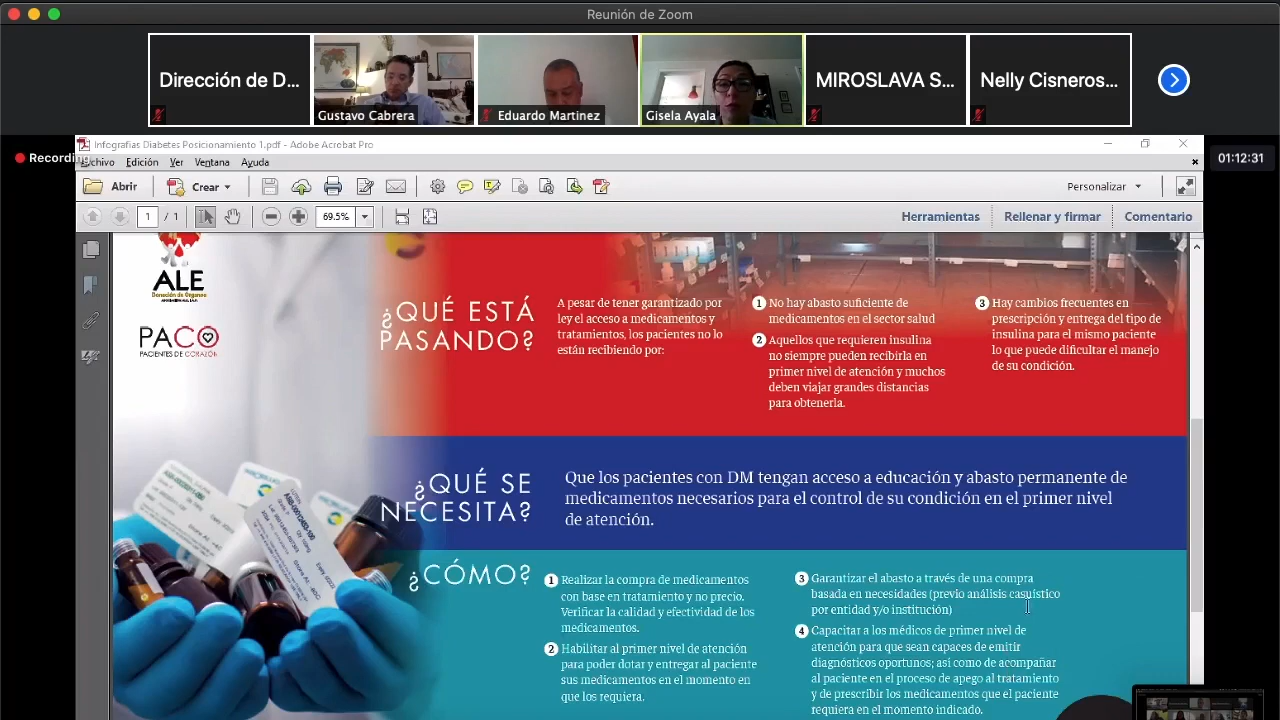 Reunión de Zoom
Dirección de D...
Gustavo Cabrera
Eduardo Martinez
Gisela Ayala
MIROSLAVA S...
Nelly Cisneros...
Recording
01:12:31
Infografias Diabetes Posicionamiento 1.pdf - Adobe Acrobat Pro
Archivo Edición Ver Ventana Ayuda
Abrir Crear Personalizar
1 / 1 69.5% Herramientas Rellenar y firmar Comentario
ALE
Donación de Órganos
PACO
PACIENTES DE CORAZÓN
¿QUÉ ESTÁ
PASANDO?
A pesar de tener garantizado por
ley el acceso a medicamentos y
tratamientos, los pacientes no lo
están recibiendo por:
1 No hay abasto suficiente de
medicamentos en el sector salud
2 Aquellos que requieren insulina
no siempre pueden recibirla en
primer nivel de atención y muchos
deben viajar grandes distancias
para obtenerla.
3 Hay cambios frecuentes en
prescripción y entrega del tipo de
insulina para el mismo paciente
lo que puede dificultar el manejo
de su condición.
¿QUÉ SE
NECESITA?
Que los pacientes con DM tengan acceso a educación y abasto permanente de
medicamentos necesarios para el control de su condición en el primer nivel
de atención.
¿CÓMO?
1 Realizar la compra de medicamentos
con base en tratamiento y no precio.
Verificar la calidad y efectividad de los
medicamentos.
2 Habilitar al primer nivel de atención
para poder dotar y entregar al paciente
sus medicamentos en el momento en
que los requiera.
3 Garantizar el abasto a través de una compra
basada en necesidades (previo análisis casuístico
por entidad y/o institución)
4 Capacitar a los médicos de primer nivel de
atención para que sean capaces de emitir
diagnósticos oportunos; así como de acompañar
al paciente en el proceso de apego al tratamiento
y de prescribir los medicamentos que el paciente
requiera en el momento indicado.